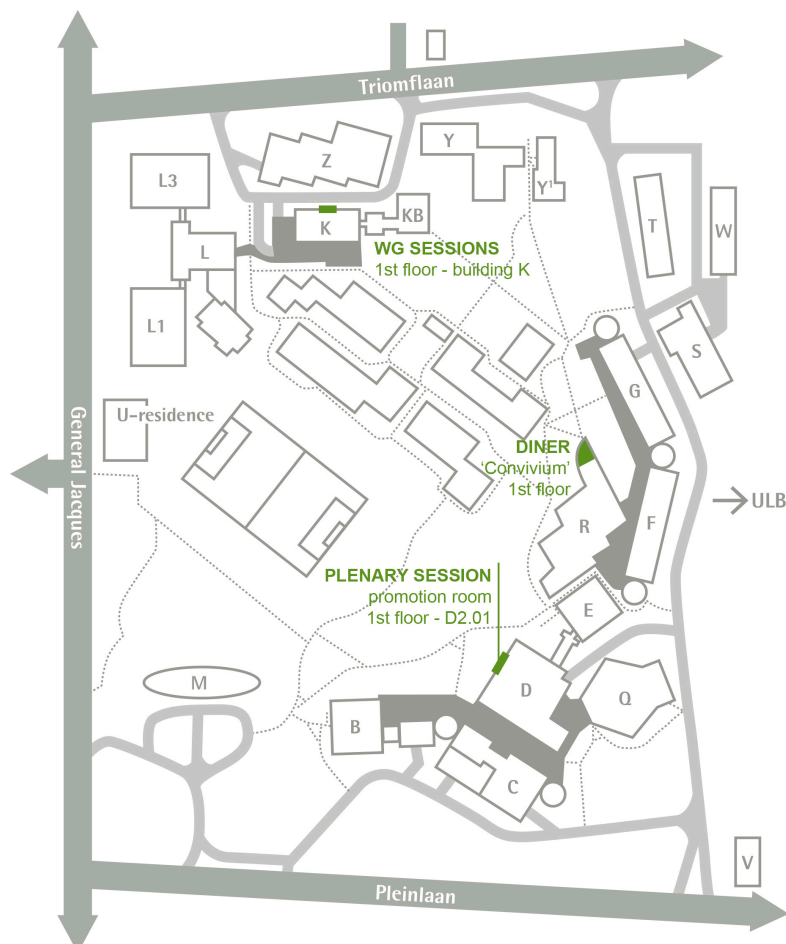 Triomflaan
Z
Y
Y¹
L3
KB
K
T
W
L
WG SESSIONS
1st floor - building K
L1
S
G
General Jacques
U-residence
DINER
'Convivium'
1st floor
ULB
R
F
PLENARY SESSION
promotion room
1st floor - D2.01
E
M
D
Q
B
C
V
Pleinlaan